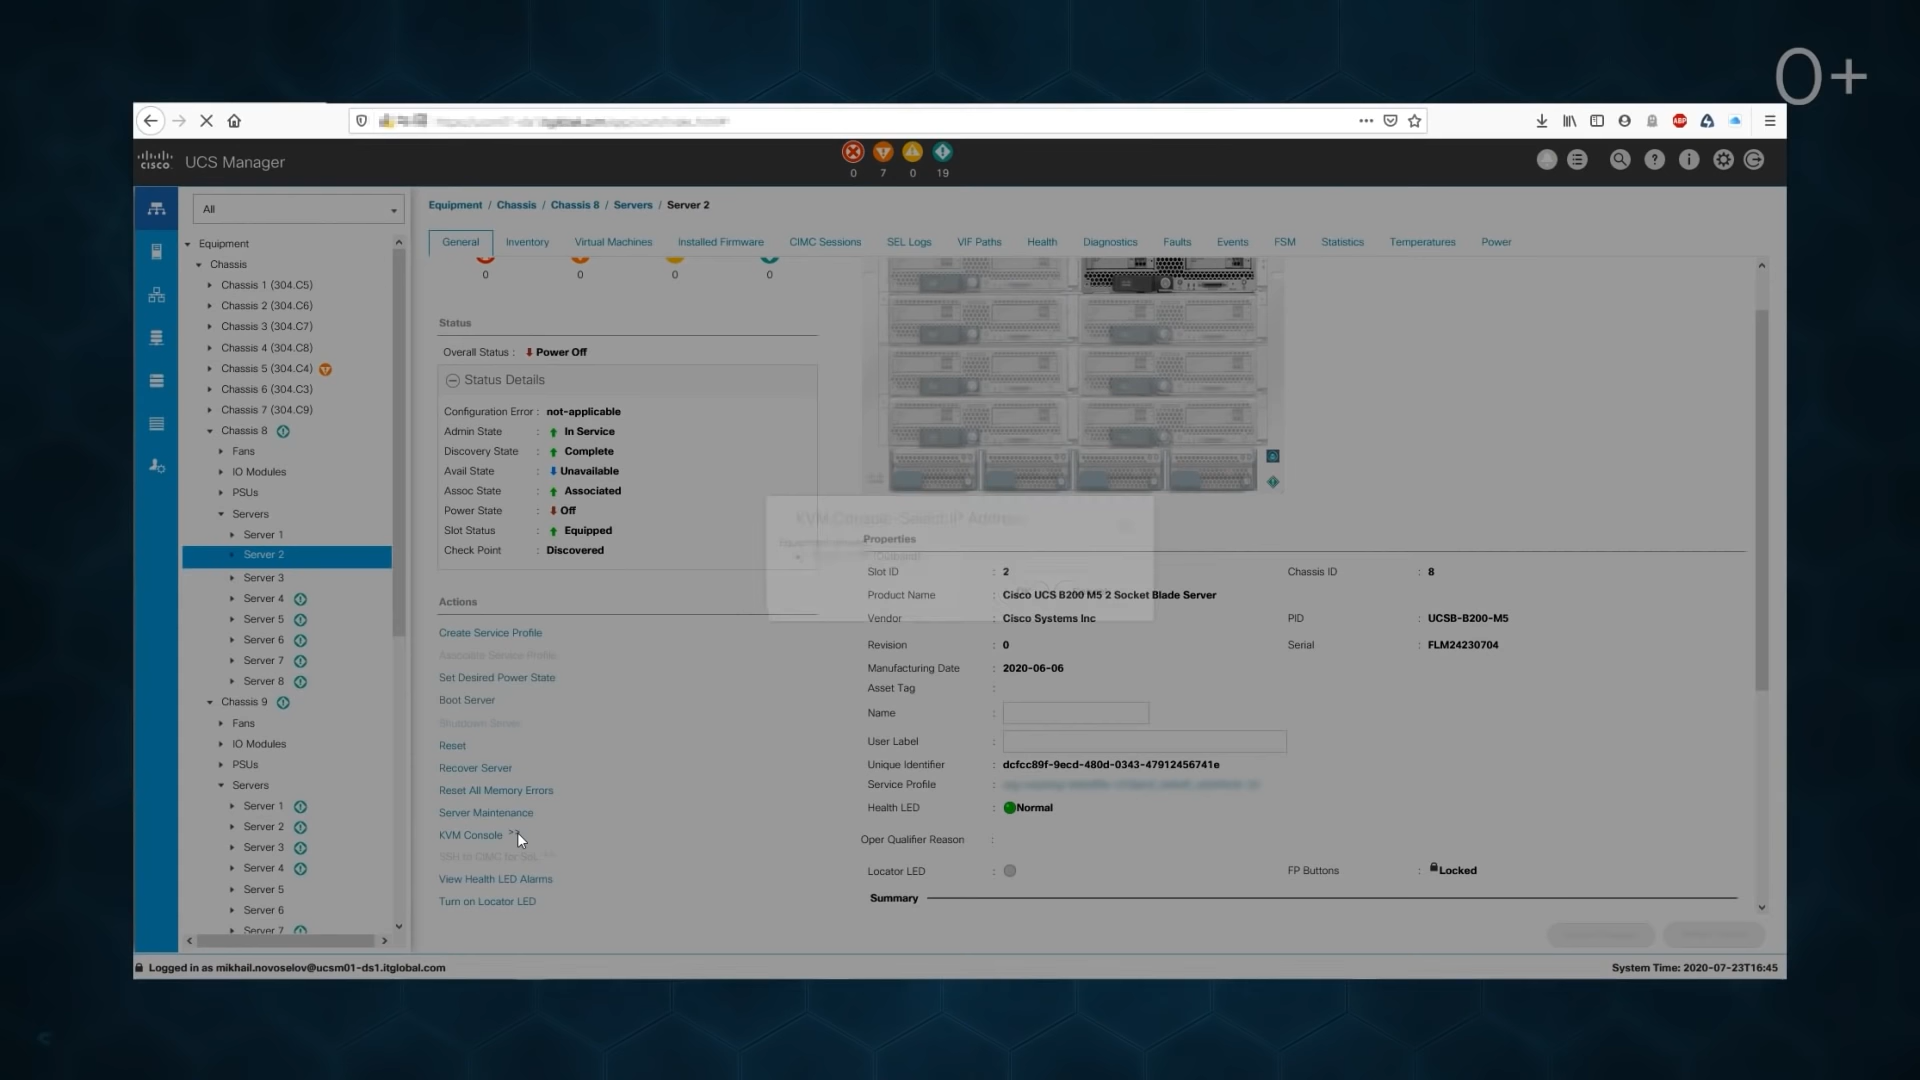 0+
CISCO UCS Manager
0 7 0 19
All
Equipment / Chassis / Chassis 8 / Servers / Server 2
General Inventory Virtual Machines Installed Firmware CIMC Sessions SEL Logs VIF Paths Health Diagnostics Faults Events FSM Statistics Temperatures Power
Equipment
Chassis
Chassis 1 (304.C5)
Chassis 2 (304.C6)
Chassis 3 (304.C7)
Chassis 4 (304.C8)
Chassis 5 (304.C4)
Chassis 6 (304.C3)
Chassis 7 (304.C9)
Chassis 8
Fans
IO Modules
PSUs
Servers
Server 1
Server 2
Server 3
Server 4
Server 5
Server 6
Server 7
Server 8
Chassis 9
Fans
IO Modules
PSUs
Servers
Server 1
Server 2
Server 3
Server 4
Server 5
Server 6
Server 7
0 0 0 0
Status
Overall Status : Power Off
Status Details
Configuration Error : not-applicable
Admin State : In Service
Discovery State : Complete
Avail State : Unavailable
Assoc State : Associated
Power State : Off
Slot Status : Equipped
Check Point : Discovered
Actions
Create Service Profile
Associate Service Profile
Set Desired Power State
Boot Server
Shutdown Server
Reset
Recover Server
Reset All Memory Errors
Server Maintenance
KVM Console >>
SSH to CIMC for SoL >>
View Health LED Alarms
Turn on Locator LED
KVM Console
Properties
Slot ID : 2 Chassis ID : 8
Product Name : Cisco UCS B200 M5 2 Socket Blade Server
Vendor : Cisco Systems Inc PID : UCSB-B200-M5
Revision : 0 Serial : FLM24230704
Manufacturing Date : 2020-06-06
Asset Tag :
Name :
User Label :
Unique Identifier : dcfcc89f-9ecd-480d-0343-47912456741e
Service Profile :
Health LED : Normal
Oper Qualifier Reason :
Locator LED : FP Buttons : Locked
Summary
Logged in as mikhail.novoselov@ucsm01-ds1.itglobal.com
System Time: 2020-07-23T16:45